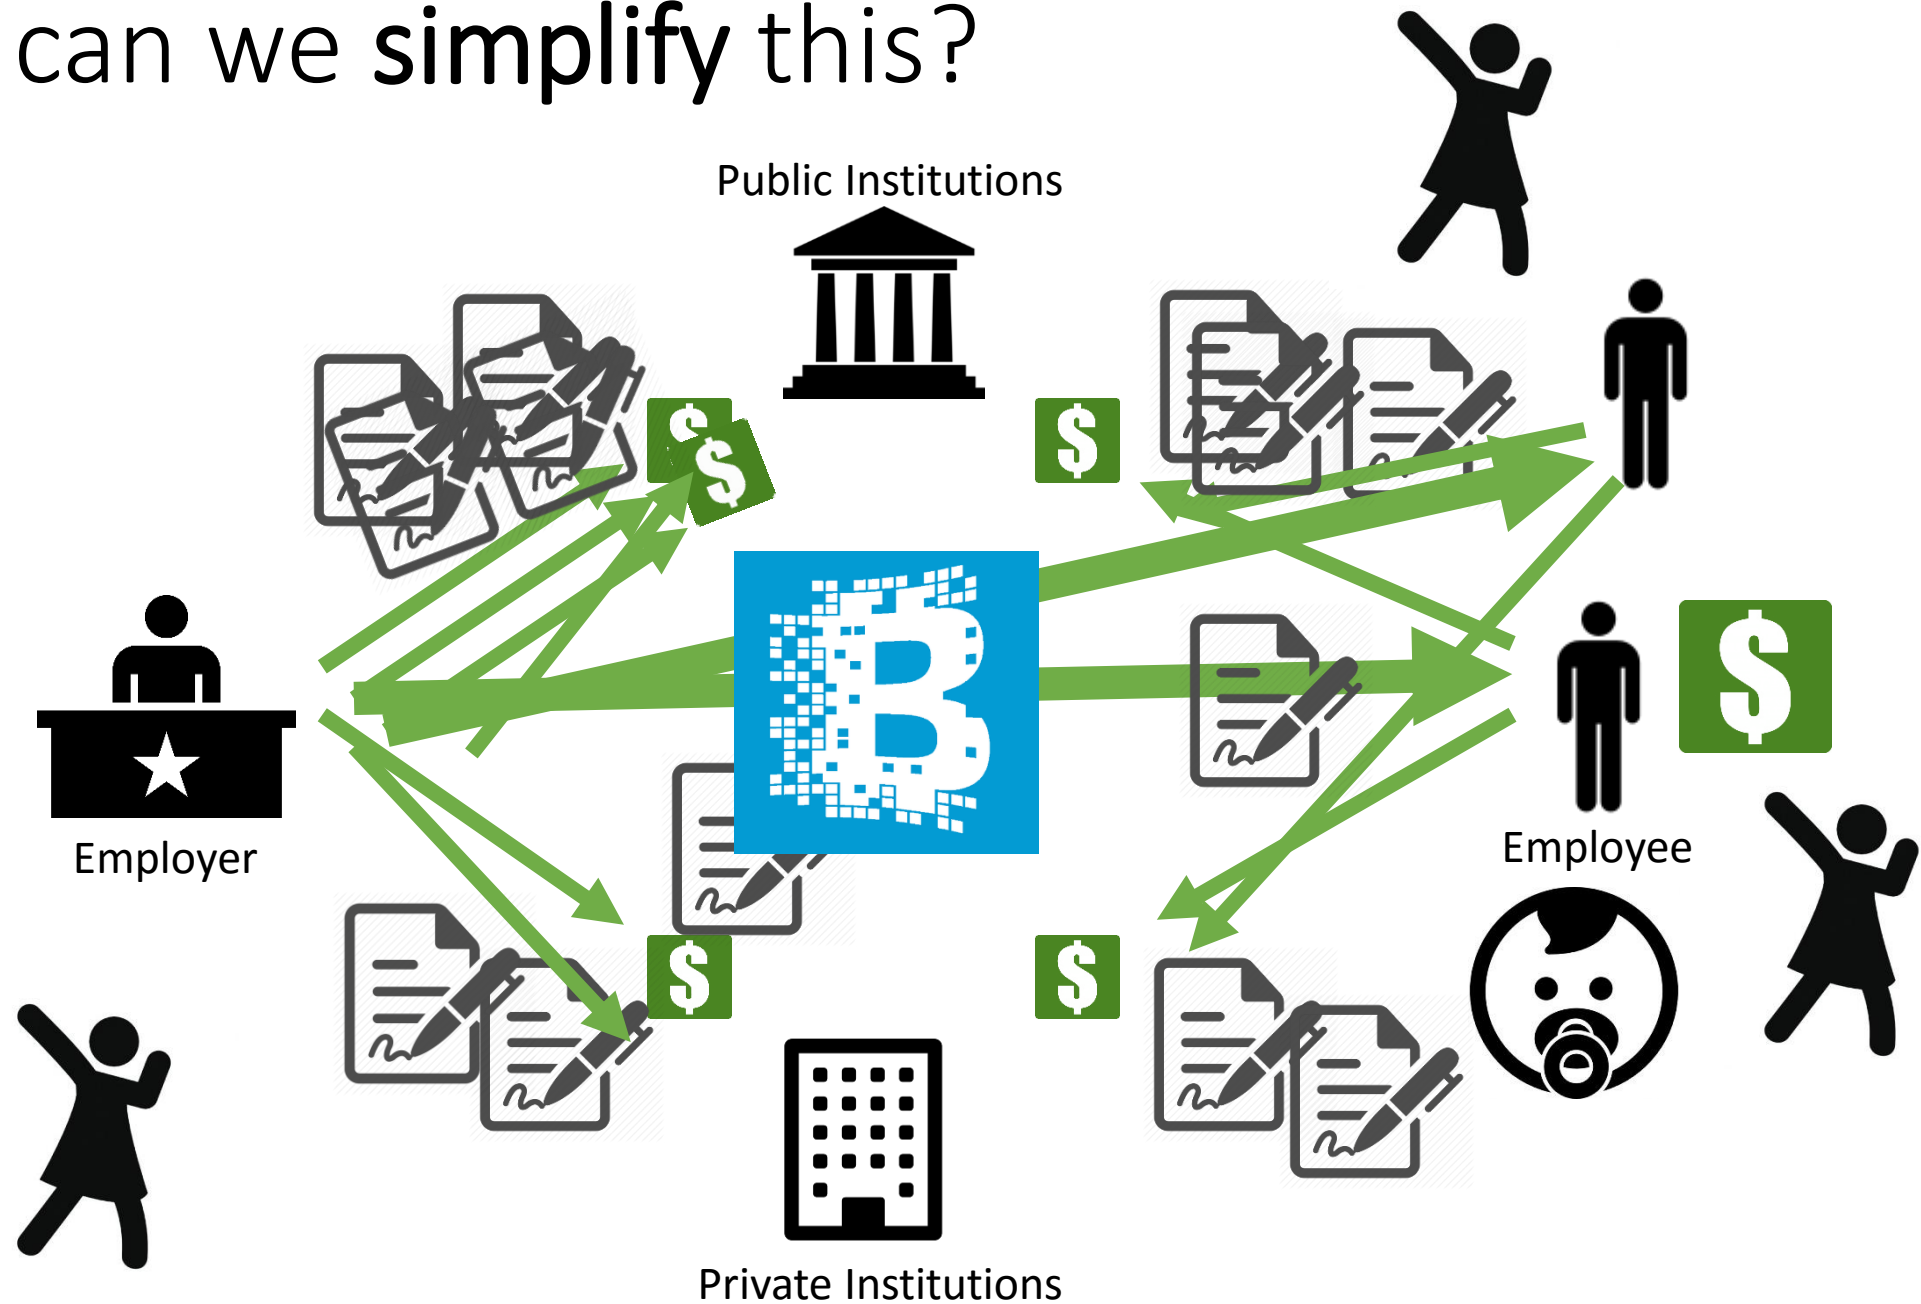 can we simplify this?
Public Institutions
$
$
$
$
Employer
B
Employee
$
$
Private Institutions